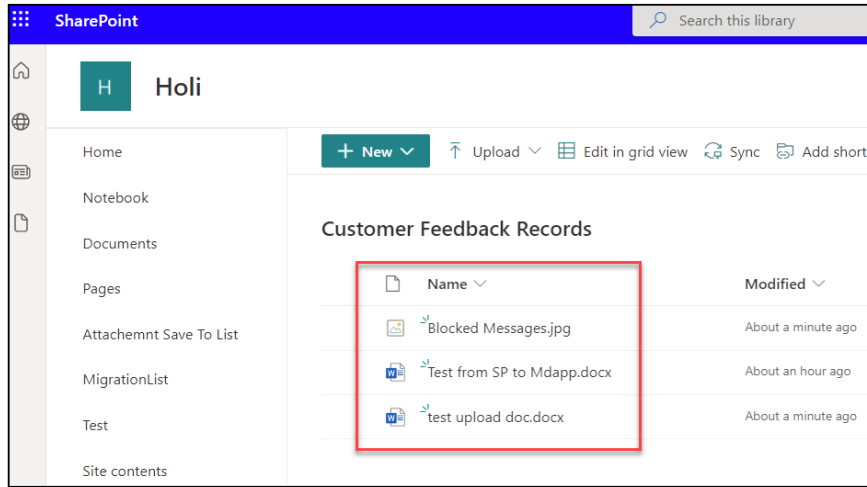 SharePoint
Search this library
H
Holi
Home
Notebook
Documents
Pages
Attachemnt Save To List
MigrationList
Test
Site contents
+ New
Upload
Edit in grid view
Sync
Add short
Customer Feedback Records
Name
Modified
Blocked Messages.jpg
About a minute ago
Test from SP to Mdapp.docx
About an hour ago
test upload doc.docx
About a minute ago